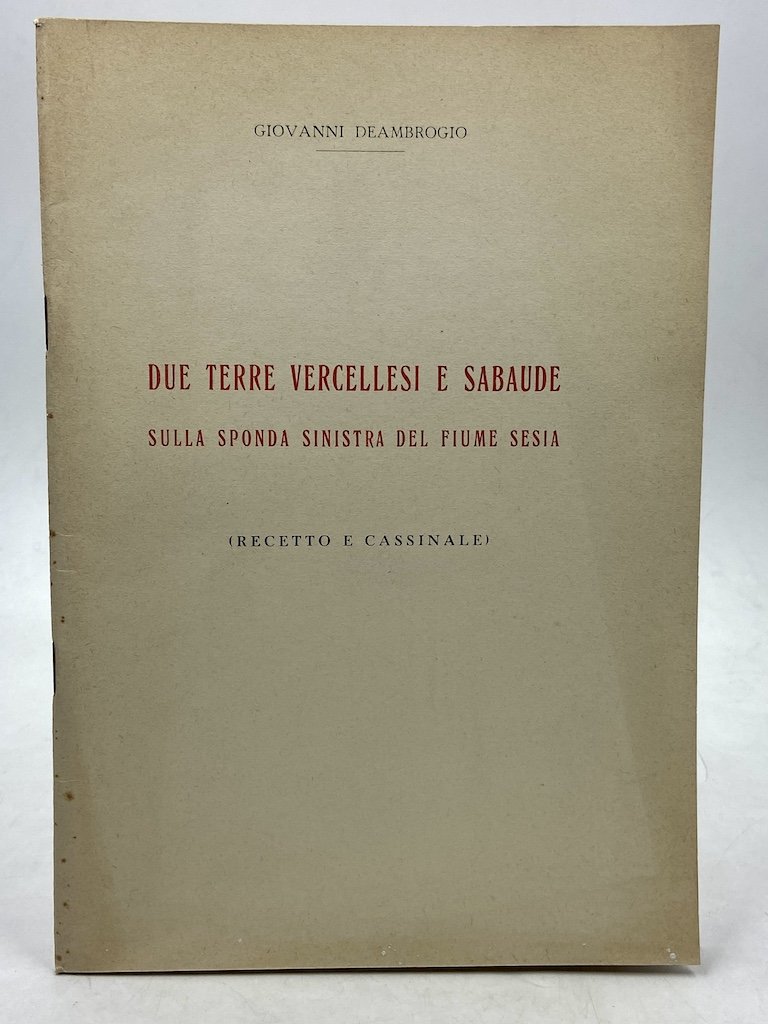 GIOVANNI DEAMBROGIO
DUE TERRE VERCELLESI E SABAUDE
SULLA SPONDA SINISTRA DEL FIUME SESIA
(RECETTO E CASSINALE)